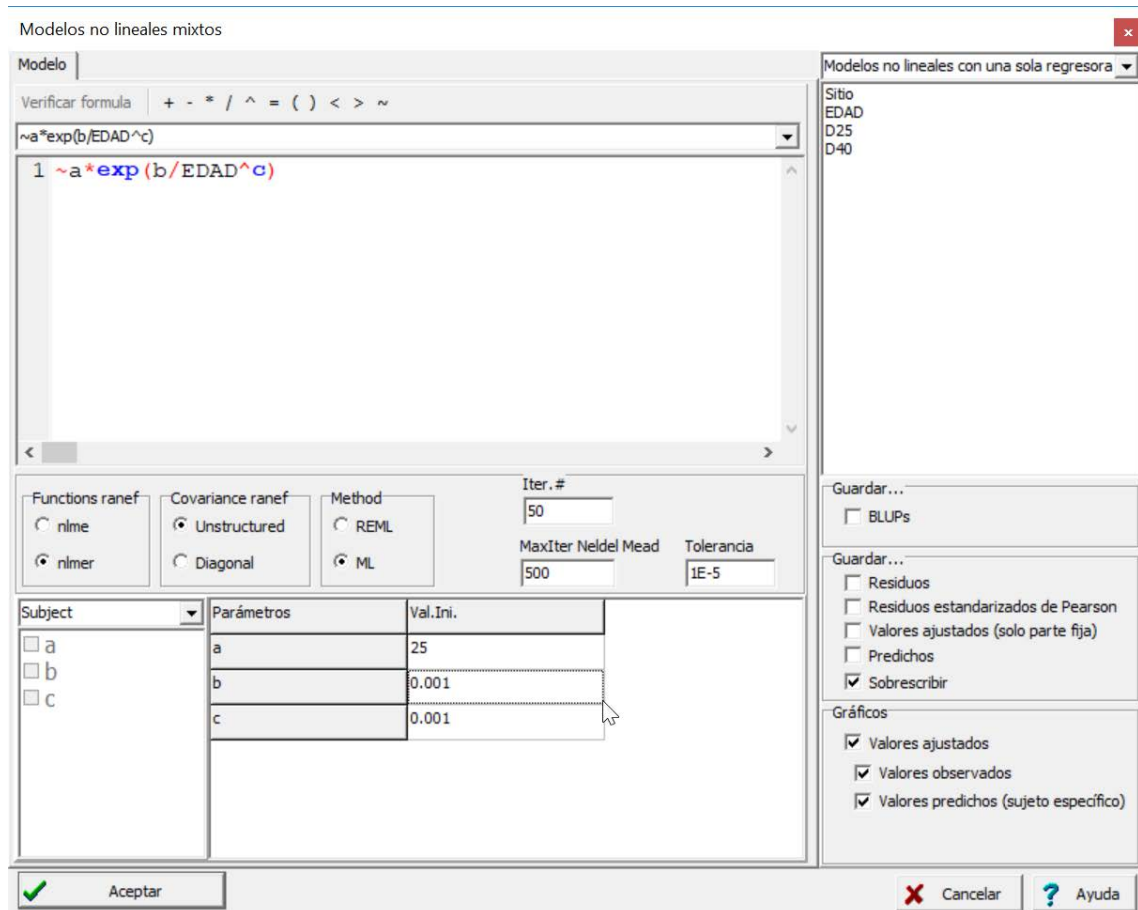 Modelos no lineales mixtos
x
Modelo
Verificar formula + - * / ^ = ( ) < > ~
~a*exp(b/EDAD^c)
1 ~a*exp(b/EDAD^c)
Functions ranef
nlme
nlmer
Covariance ranef
Unstructured
Diagonal
Method
REML
ML
Iter.#
50
MaxIter Neldel Mead
500
Tolerancia
1E-5
Subject
a
b
c
Parámetros Val.Ini.
a 25
b 0.001
c 0.001
Modelos no lineales con una sola regresora
Sitio
EDAD
D25
D40
Guardar...
BLUPs
Guardar...
Residuos
Residuos estandarizados de Pearson
Valores ajustados (solo parte fija)
Predichos
Sobrescribir
Gráficos
Valores ajustados
Valores observados
Valores predichos (sujeto específico)
Aceptar
Cancelar
? Ayuda